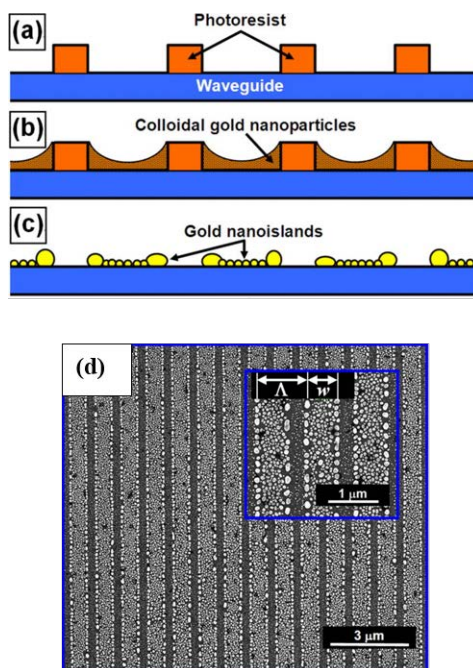 (a)
Photoresist
Waveguide
(b)
Colloidal gold nanoparticles
(c)
Gold nanoislands
(d)
Λ w
1 μm
3 μm